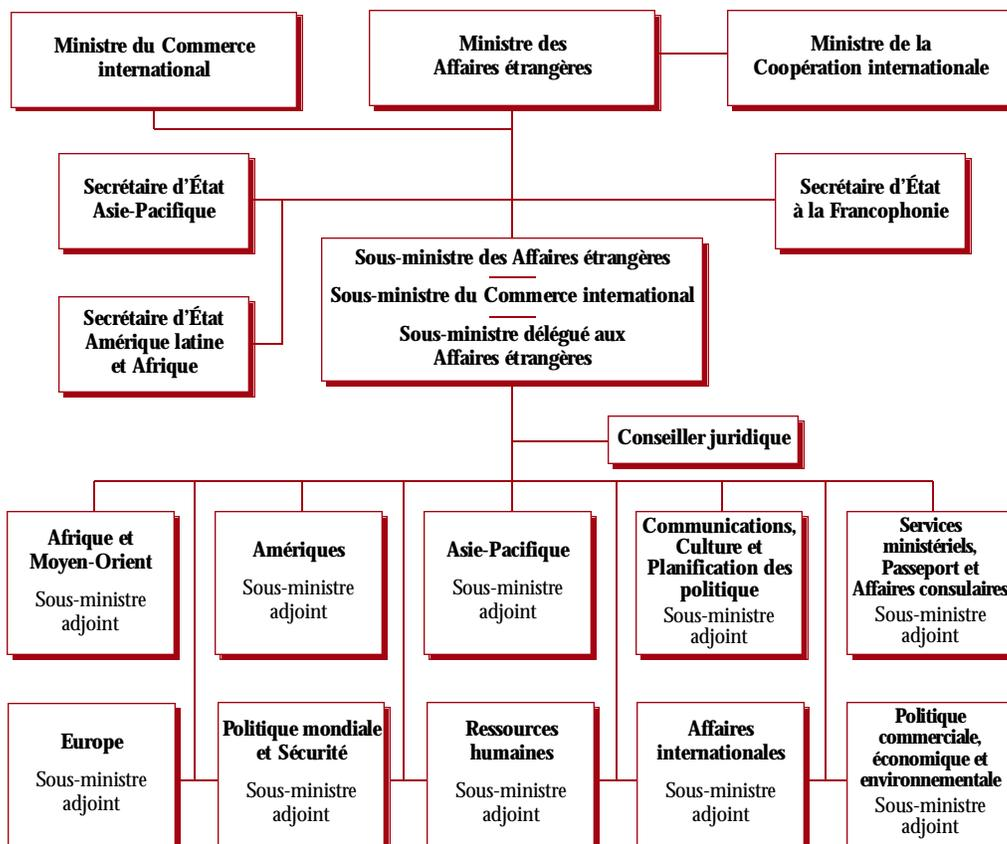 Ministre du Commerce
international
Ministre des
Affaires étrangères
Ministre de la
Coopération internationale
Secrétaire d'État
Asie-Pacifique
Secrétaire d'État
à la Francophonie
Sous-ministre des Affaires étrangères
Sous-ministre du Commerce international
Sous-ministre délégué aux
Affaires étrangères
Secrétaire d'État
Amérique latine
et Afrique
Conseiller juridique
Afrique et
Moyen-Orient
Sous-ministre
adjoint
Amériques
Sous-ministre
adjoint
Asie-Pacifique
Sous-ministre
adjoint
Communications,
Culture et
Planification des
politique
Sous-ministre
adjoint
Services
ministériels,
Passeport et
Affaires consulaires
Sous-ministre
adjoint
Europe
Sous-ministre
adjoint
Politique mondiale
et Sécurité
Sous-ministre
adjoint
Ressources
humaines
Sous-ministre
adjoint
Affaires
internationales
Sous-ministre
adjoint
Politique
commerciale,
économique et
environnementale
Sous-ministre
adjoint